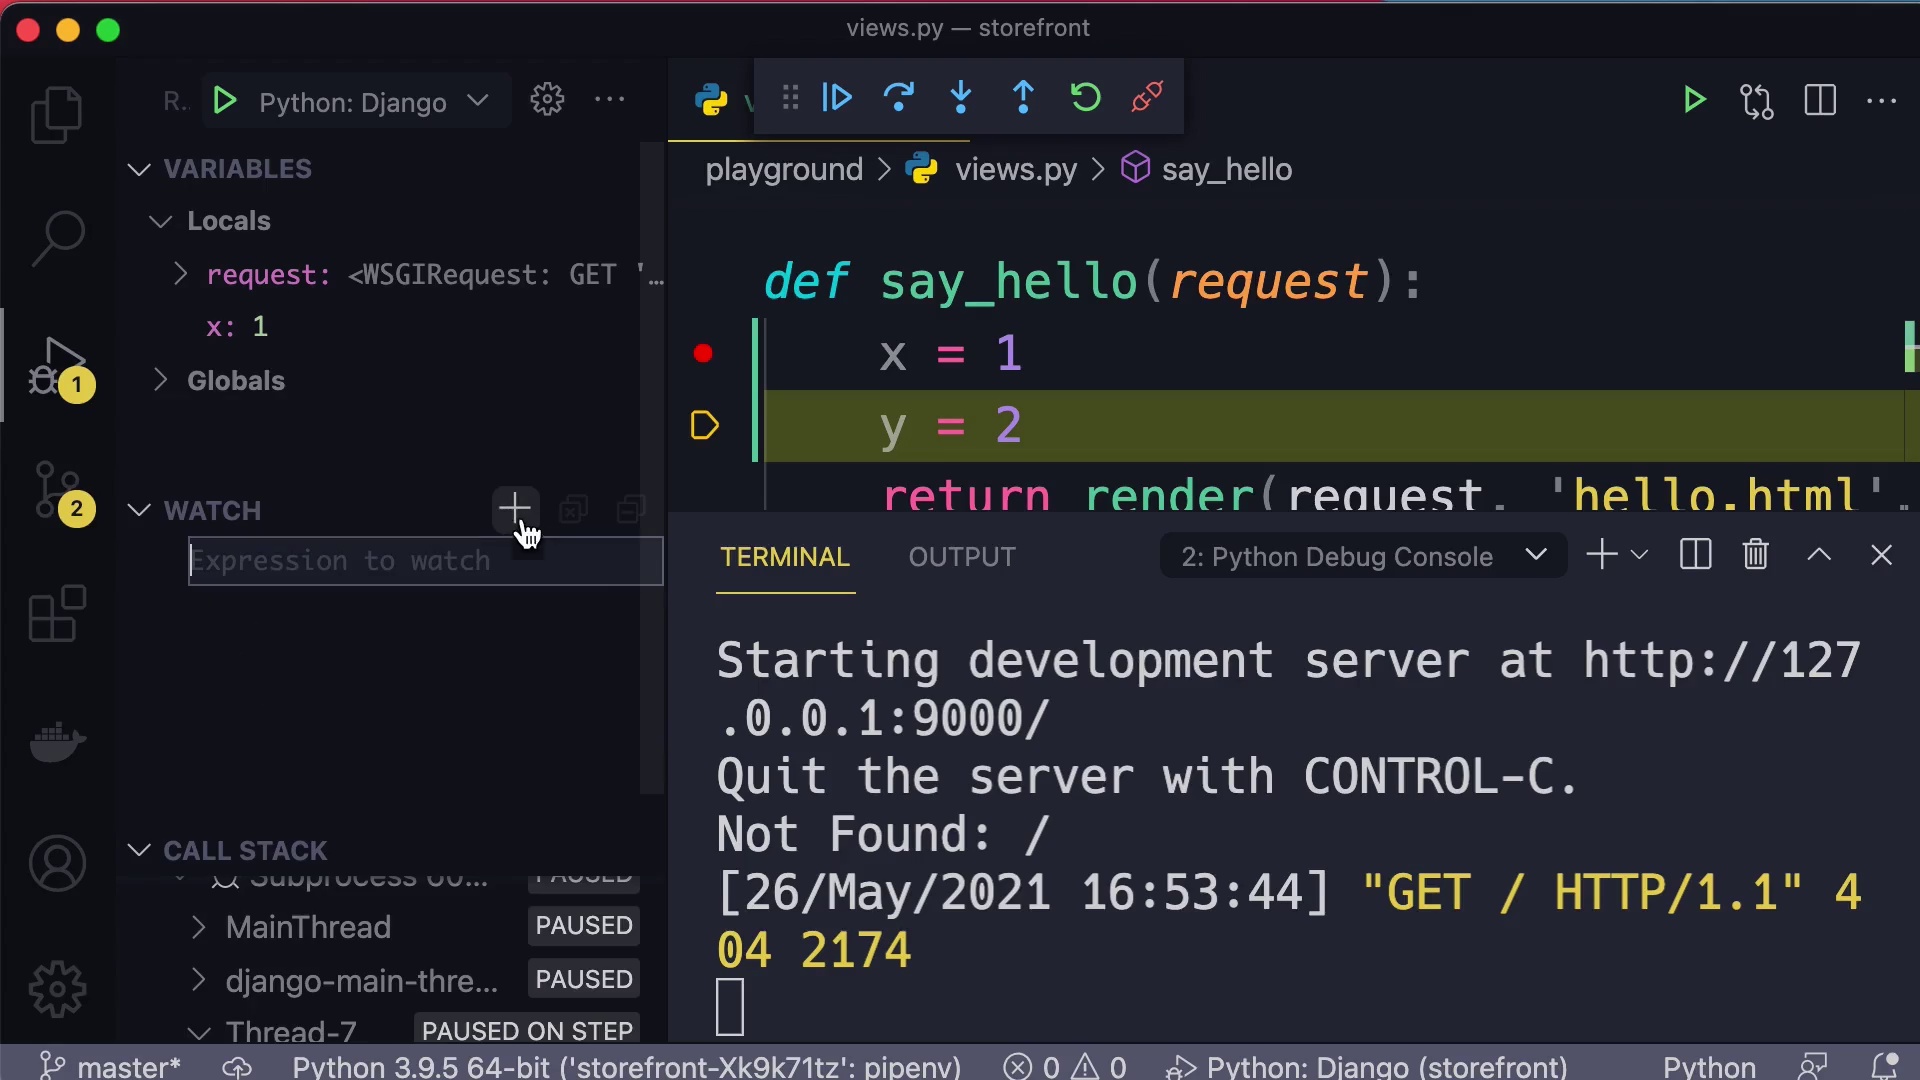 views.py — storefront
R..
Python: Django
VARIABLES
Locals
request: <WSGIRequest: GET '…
x: 1
Globals
1
2
WATCH
Expression to watch
CALL STACK
Subprocess 60... PAUSED
MainThread PAUSED
django-main-thre... PAUSED
Thread-7 PAUSED ON STEP
playground > views.py > say_hello
def say_hello(request):
x = 1
y = 2
return render(request, 'hello.html',
TERMINAL OUTPUT 2: Python Debug Console
Starting development server at http://127
.0.0.1:9000/
Quit the server with CONTROL-C.
Not Found: /
[26/May/2021 16:53:44] "GET / HTTP/1.1" 4
04 2174
master* Python 3.9.5 64-bit ('storefront-Xk9k71tz': pipenv) 0 0 Python: Django (storefront) Python